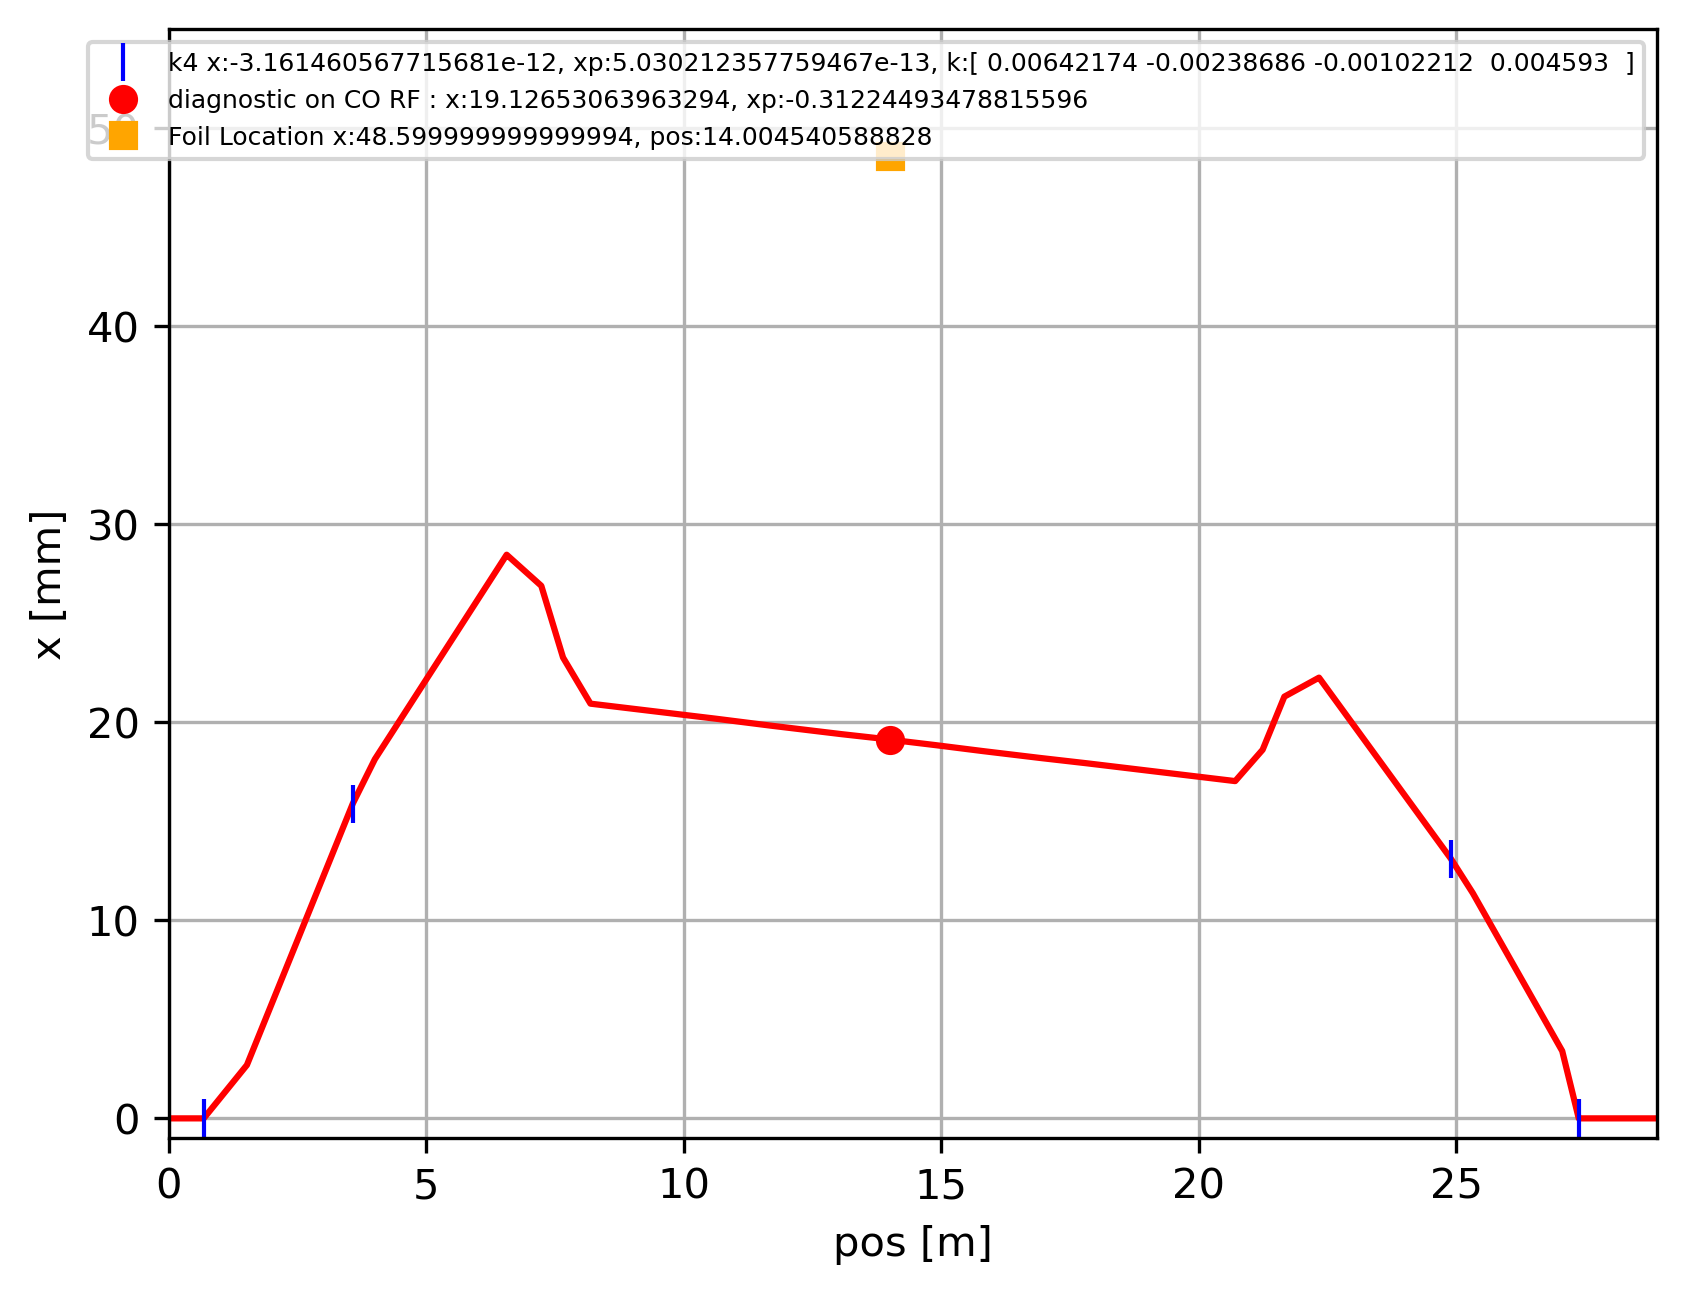 k4 x:-3.161460567715681e-12, xp:5.030212357759467e-13, k:[ 0.00642174 -0.00238686 -0.00102212 0.004593 ]
diagnostic on CO RF : x:19.12653063963294, xp:-0.31224493478815596
Foil Location x:48.599999999999994, pos:14.004540588828
50
40
30
20
10
0
x [mm]
0 5 10 15 20 25
pos [m]